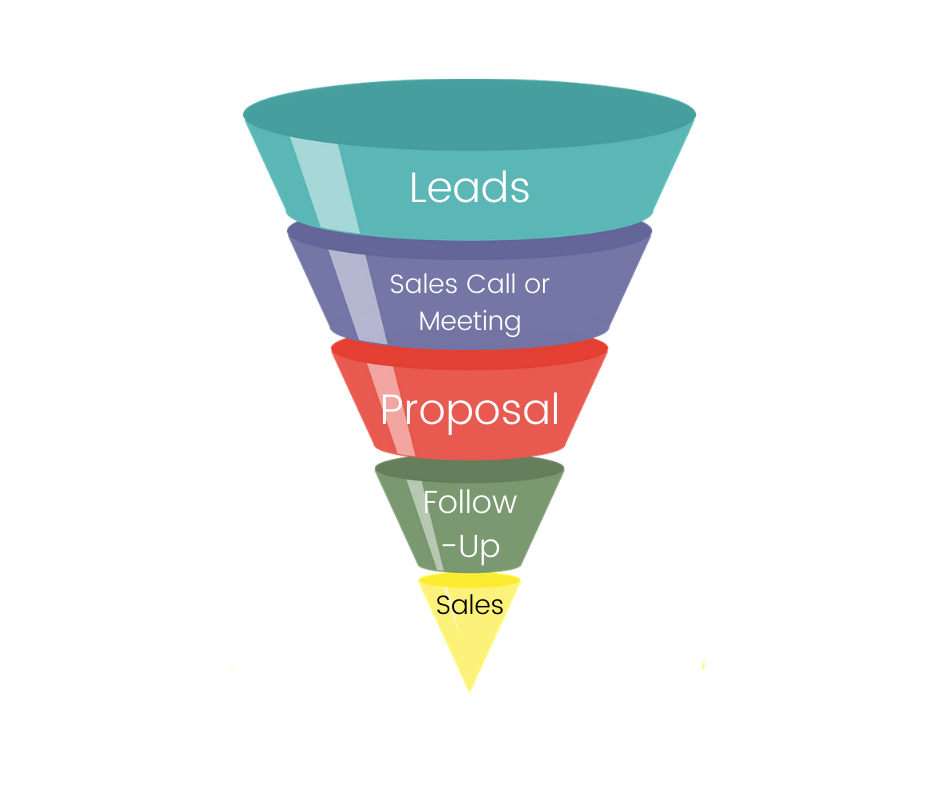 Leads
Sales Call or
Meeting
Proposal
Follow
-Up
Sales